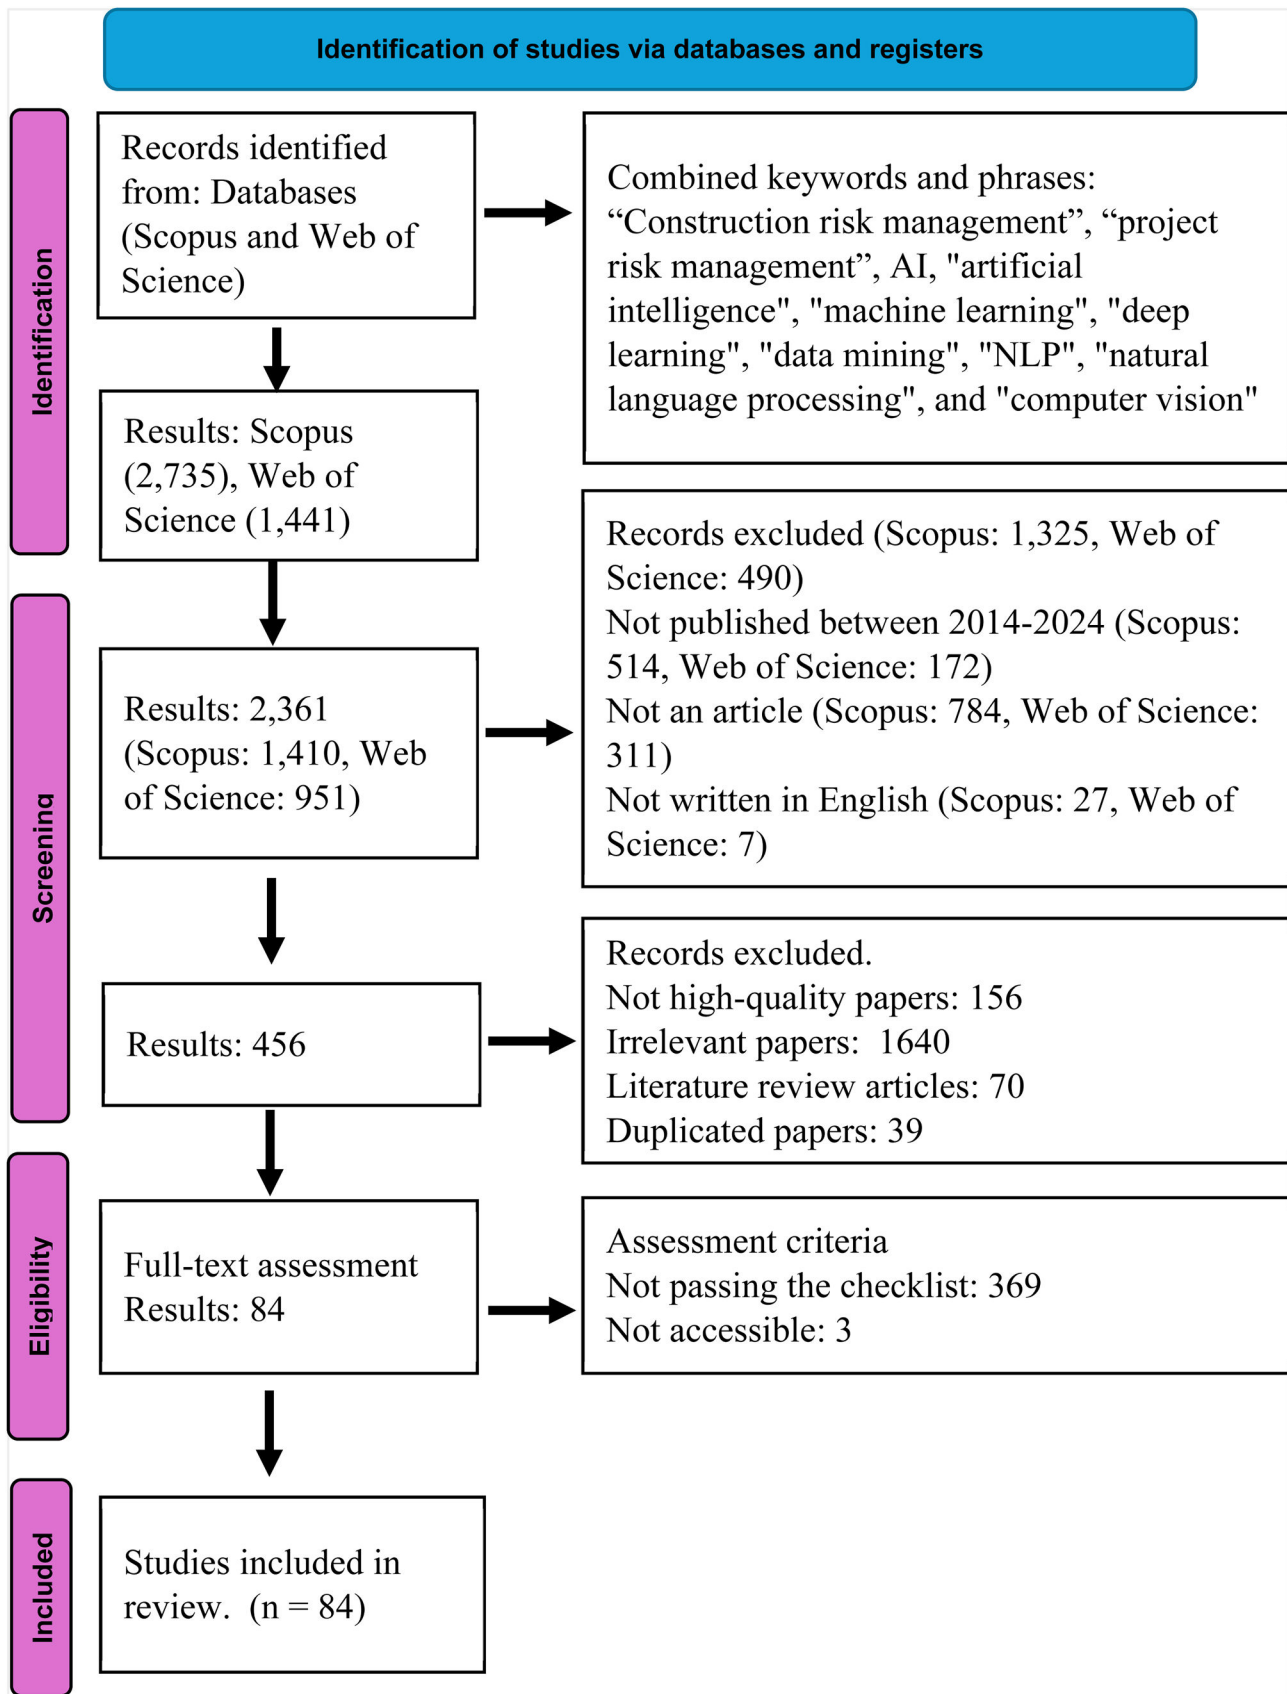 Identification of studies via databases and registers
Identification
Records identified
from: Databases
(Scopus and Web of
Science)
Combined keywords and phrases:
“Construction risk management”, “project
risk management”, AI, "artificial
intelligence", "machine learning", "deep
learning", "data mining", "NLP", "natural
language processing", and "computer vision"
Results: Scopus
(2,735), Web of
Science (1,441)
Screening
Results: 2,361
(Scopus: 1,410, Web
of Science: 951)
Records excluded (Scopus: 1,325, Web of
Science: 490)
Not published between 2014-2024 (Scopus:
514, Web of Science: 172)
Not an article (Scopus: 784, Web of Science:
311)
Not written in English (Scopus: 27, Web of
Science: 7)
Results: 456
Records excluded.
Not high-quality papers: 156
Irrelevant papers:  1640
Literature review articles: 70
Duplicated papers: 39
Eligibility
Full-text assessment
Results: 84
Assessment criteria
Not passing the checklist: 369
Not accessible: 3
Included
Studies included in
review.  (n = 84)